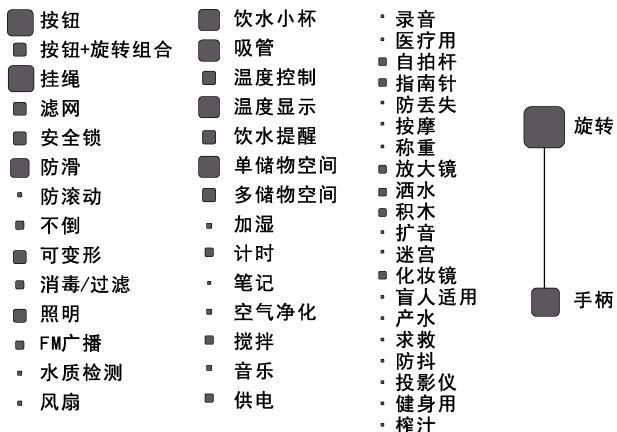 按钮
按钮+旋转组合
挂绳
滤网
安全锁
防滑
防滚动
不倒
可变形
消毒/过滤
照明
FM广播
水质检测
风扇
饮水小杯
吸管
温度控制
温度显示
饮水提醒
单储物空间
多储物空间
加湿
计时
笔记
空气净化
搅拌
音乐
供电
录音
医疗用
自拍杆
指南针
防丢失
按摩
称重
放大镜
洒水
积木
扩音
迷宫
化妆镜
盲人适用
产水
求救
防抖
投影仪
健身用
榨汁
旋转
手柄